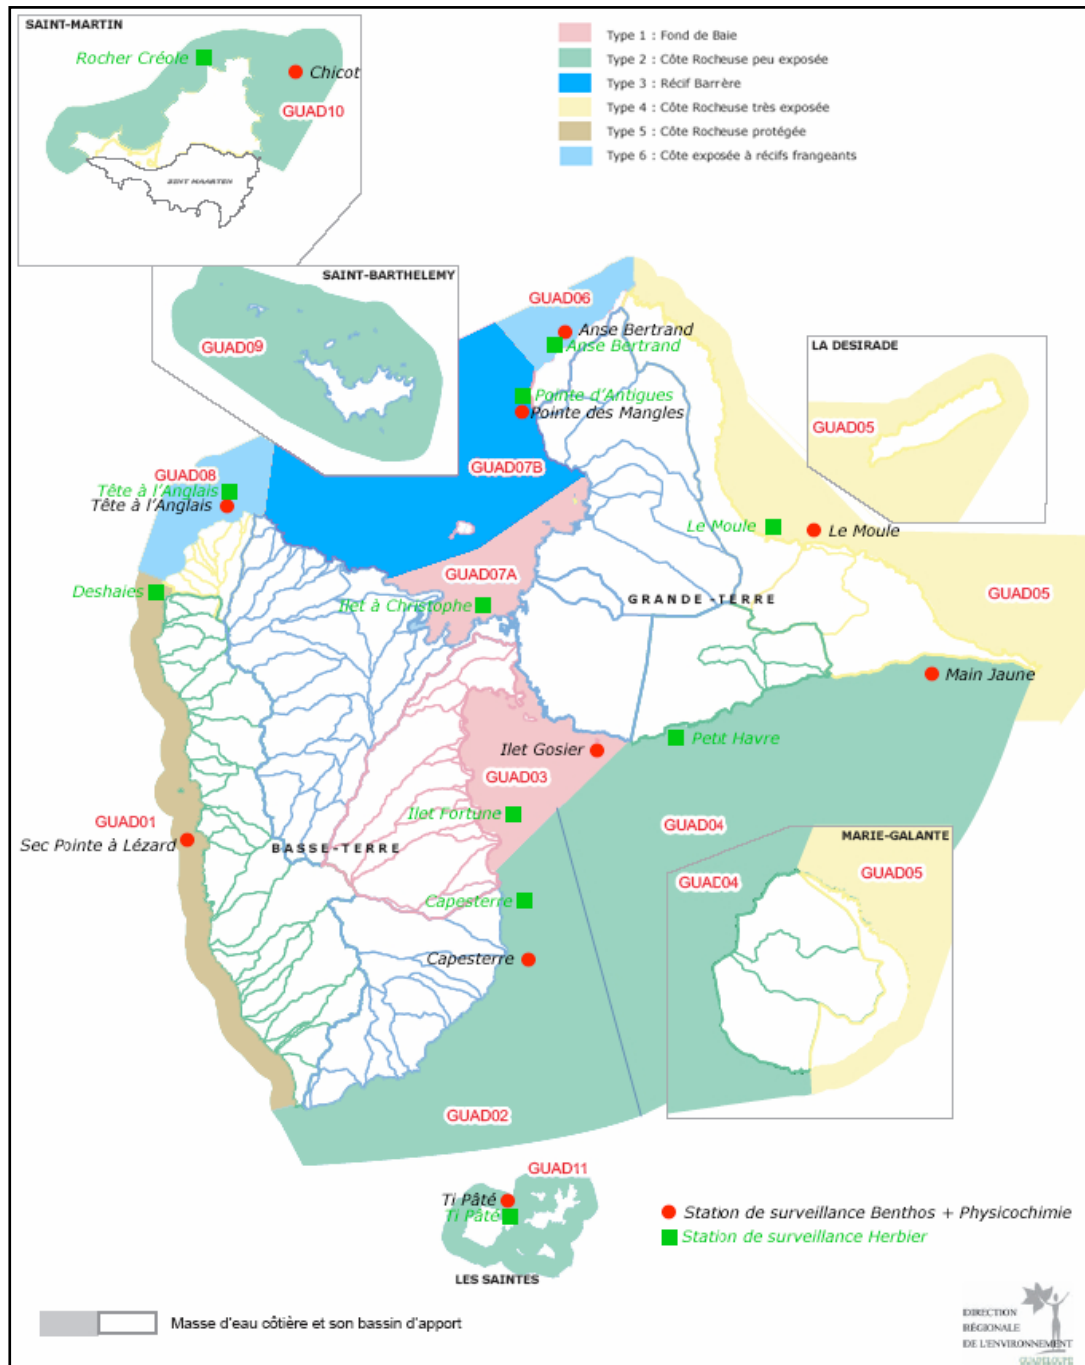 SAINT-MARTIN
Rocher Créole
Chicot
GUAD10
SINT MAARTEN
Type 1 : Fond de Baie
Type 2 : Côte Rocheuse peu exposée
Type 3 : Récif Barrère
Type 4 : Côte Rocheuse très exposée
Type 5 : Côte Rocheuse protégée
Type 6 : Côte exposée à récifs frangeants
SAINT-BARTHELEMY
GUAD09
GUAD06
Anse Bertrand
Anse Bertrand
Pointe d'Antigues
Pointe des Mangles
LA DESIRADE
GUAD05
GUAD08
GUAD07B
Tête à l'Anglais
Tête à l'Anglais
Le Moule
Le Moule
GUAD07A
Deshaies
Ilet à Christophe
GRANDE-TERRE
GUAD05
Main Jaune
Petit Havre
Ilet Gosier
GUAD03
Ilet Fortune
GUAD01
GUAD04
Sec Pointe à Lézard
BASSE-TERRE
MARIE-GALANTE
GUAD04
GUAD05
Capesterre
Capesterre
GUAD02
GUAD11
Ti Pâté
Ti Pâté
LES SAINTES
Station de surveillance Benthos + Physicochimie
Station de surveillance Herbier
Masse d'eau côtière et son bassin d'apport
DIRECTION
RÉGIONALE
DE L'ENVIRONNEMENT
GUADELOUPE